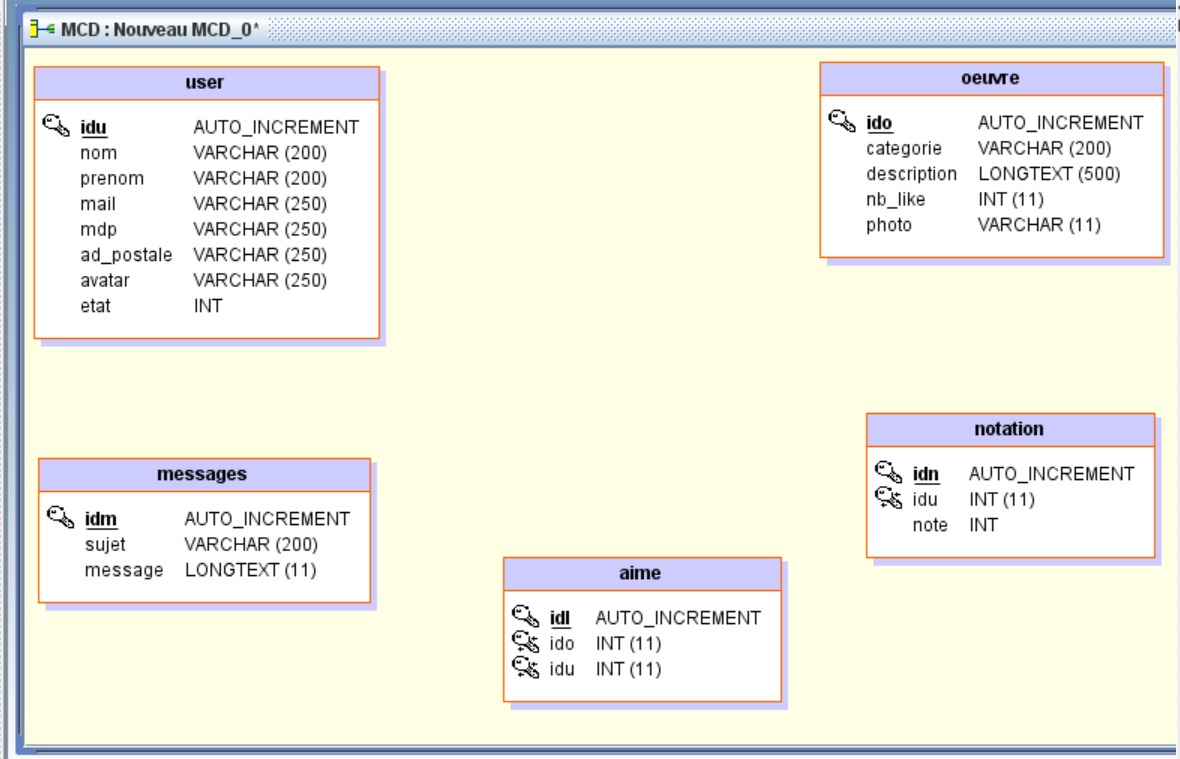 MCD : Nouveau MCD_0*
user
idu AUTO_INCREMENT
nom VARCHAR (200)
prenom VARCHAR (200)
mail VARCHAR (250)
mdp VARCHAR (250)
ad_postale VARCHAR (250)
avatar VARCHAR (250)
etat INT
oeuvre
ido AUTO_INCREMENT
categorie VARCHAR (200)
description LONGTEXT (500)
nb_like INT (11)
photo VARCHAR (11)
messages
idm AUTO_INCREMENT
sujet VARCHAR (200)
message LONGTEXT (11)
aime
idl AUTO_INCREMENT
ido INT (11)
idu INT (11)
notation
idn AUTO_INCREMENT
idu INT (11)
note INT